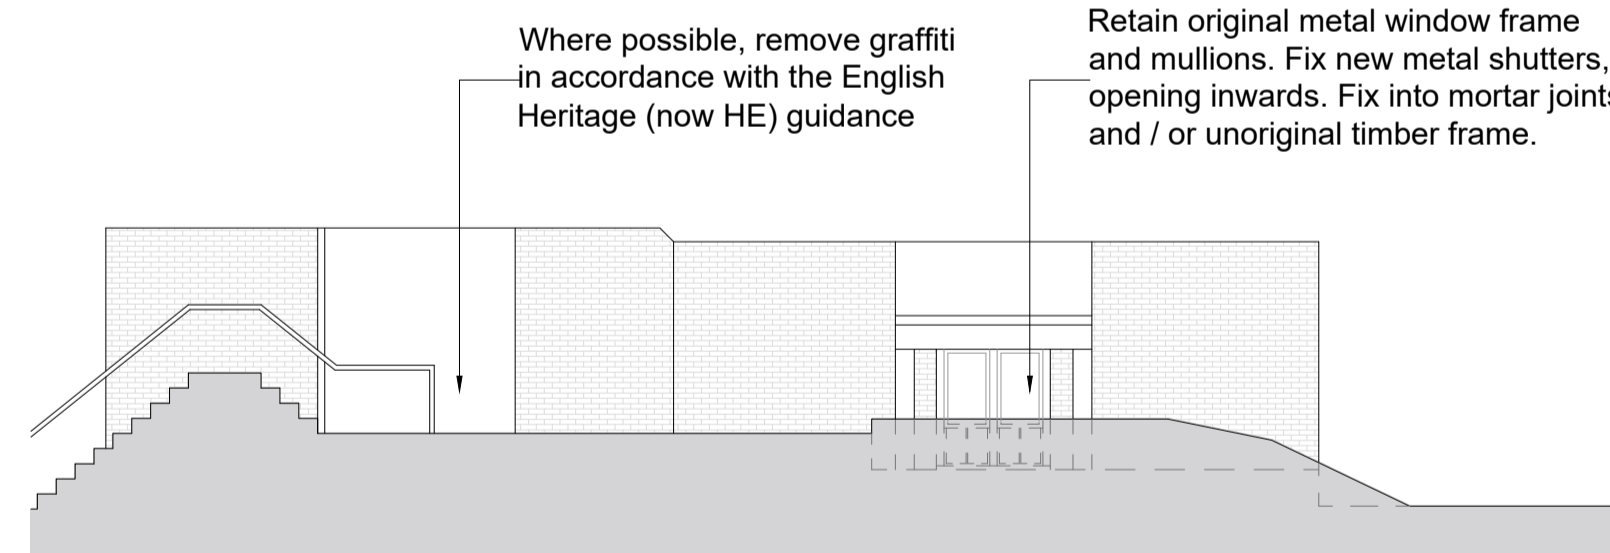 Where possible, remove graffiti
in accordance with the English
Heritage (now HE) guidance
Retain original metal window frame
and mullions. Fix new metal shutters,
opening inwards. Fix into mortar joints
and / or unoriginal timber frame.